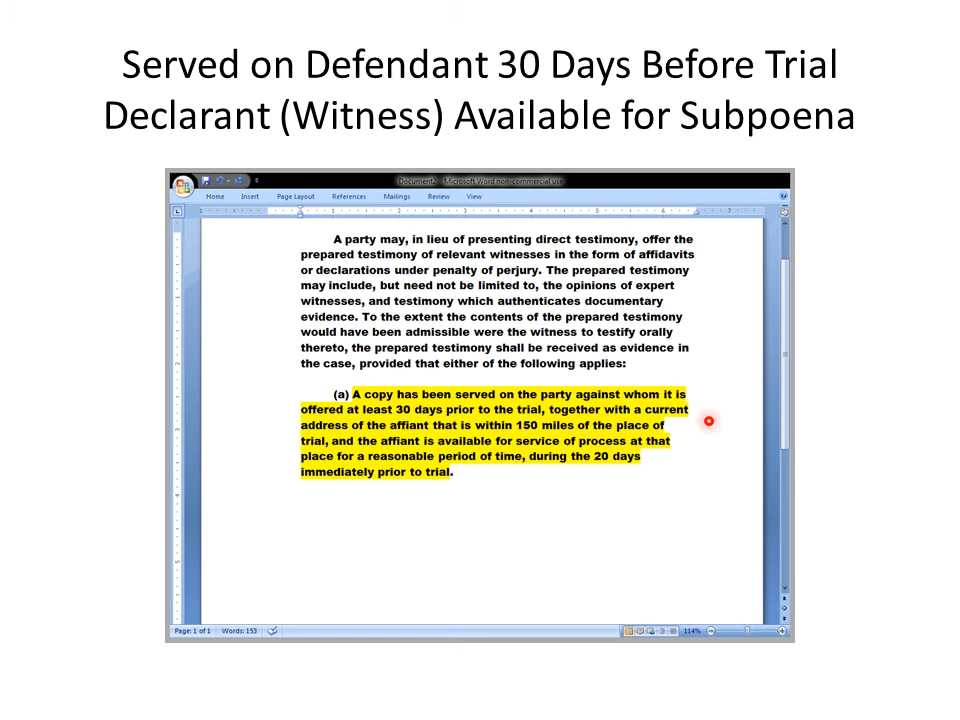 Served on Defendant 30 Days Before Trial
Declarant (Witness) Available for Subpoena
Document2 - Microsoft Word non-commercial use
Home Insert Page Layout References Mailings Review View
A party may, in lieu of presenting direct testimony, offer the
prepared testimony of relevant witnesses in the form of affidavits
or declarations under penalty of perjury. The prepared testimony
may include, but need not be limited to, the opinions of expert
witnesses, and testimony which authenticates documentary
evidence. To the extent the contents of the prepared testimony
would have been admissible were the witness to testify orally
thereto, the prepared testimony shall be received as evidence in
the case, provided that either of the following applies:
(a) A copy has been served on the party against whom it is
offered at least 30 days prior to the trial, together with a current
address of the affiant that is within 150 miles of the place of
trial, and the affiant is available for service of process at that
place for a reasonable period of time, during the 20 days
immediately prior to trial.
Page: 1 of 1 Words: 153 114%